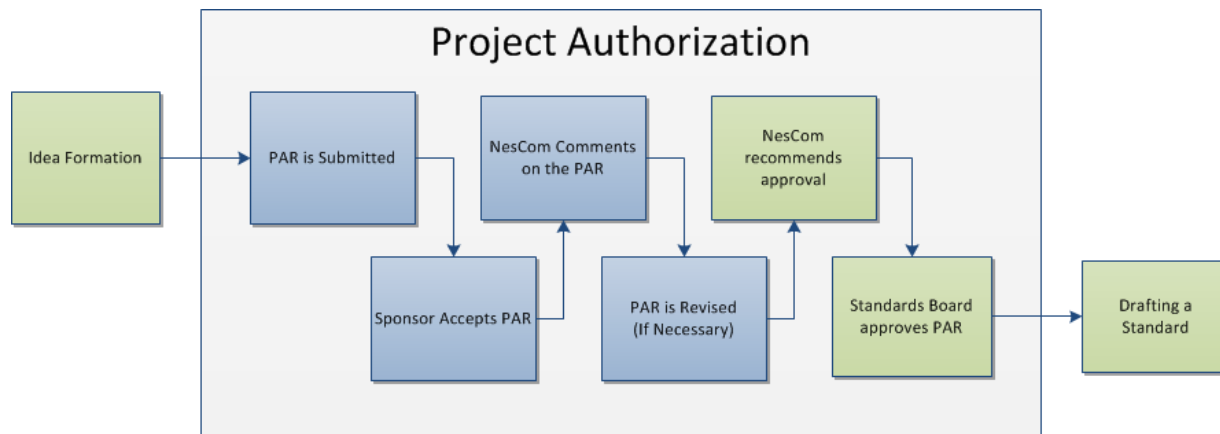 Project Authorization
Idea Formation
PAR is Submitted
Sponsor Accepts PAR
NesCom Comments
on the PAR
PAR is Revised
(If Necessary)
NesCom
recommends
approval
Standards Board
approves PAR
Drafting a
Standard